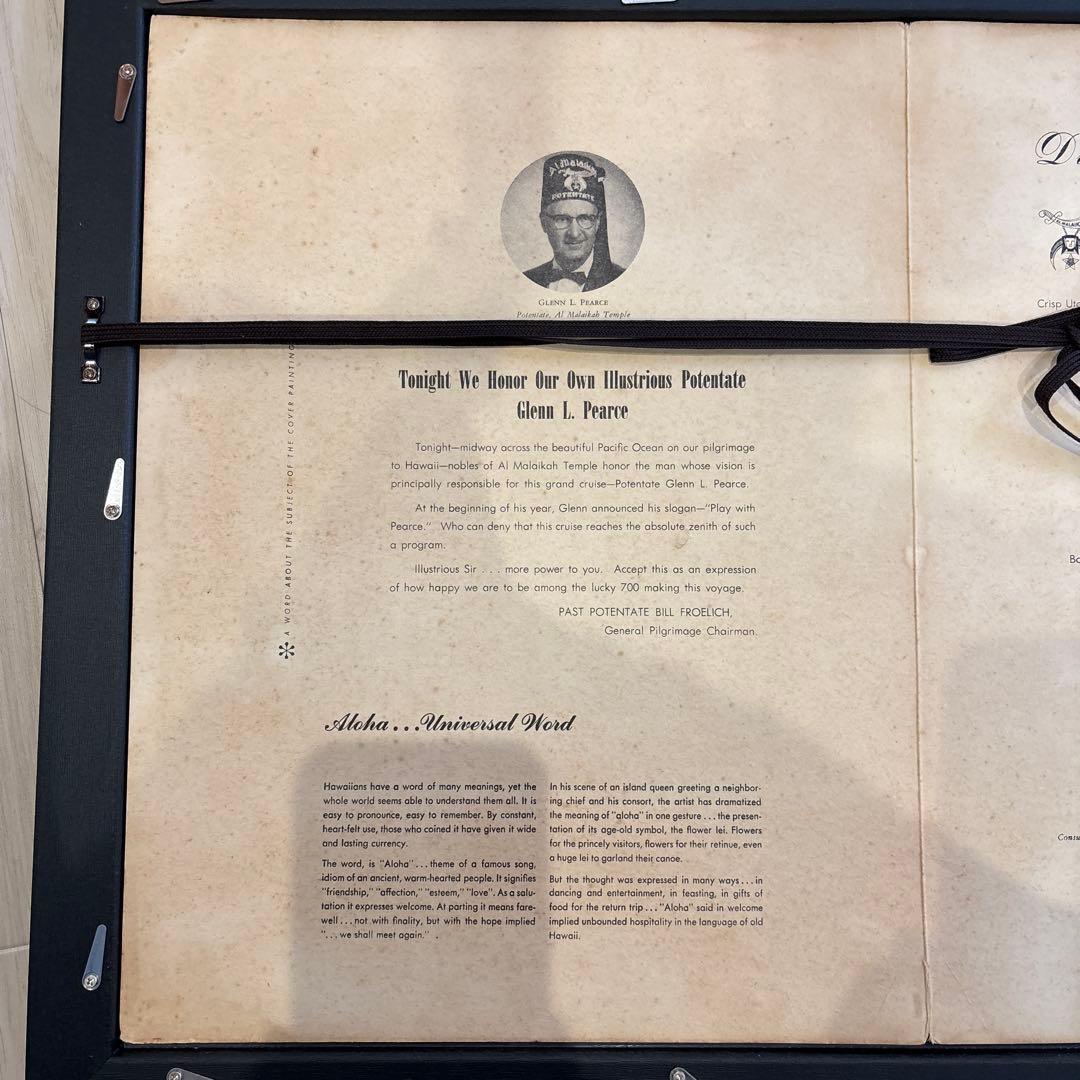 Al Malaikah
POTENTATE
GLENN L. PEARCE
Potentate, Al Malaikah Temple
Tonight We Honor Our Own Illustrious Potentate
Glenn L. Pearce
Tonight—midway across the beautiful Pacific Ocean on our pilgrimage
to Hawaii—nobles of Al Malaikah Temple honor the man whose vision is
principally responsible for this grand cruise—Potentate Glenn L. Pearce.
At the beginning of his year, Glenn announced his slogan—"Play with
Pearce." Who can deny that this cruise reaches the absolute zenith of such
a program.
Illustrious Sir . . . more power to you. Accept this as an expression
of how happy we are to be among the lucky 700 making this voyage.
PAST POTENTATE BILL FROELICH,
General Pilgrimage Chairman.
* A WORD ABOUT THE SUBJECT OF THE COVER PAINTING
Aloha...Universal Word
Hawaiians have a word of many meanings, yet the
whole world seems able to understand them all. It is
easy to pronounce, easy to remember. By constant,
heart-felt use, those who coined it have given it wide
and lasting currency.
The word, is "Aloha" ... theme of a famous song,
idiom of an ancient, warm-hearted people. It signifies
"friendship," "affection," "esteem," "love". As a salu-
tation it expresses welcome. At parting it means fare-
well ... not with finality, but with the hope implied
"... we shall meet again."
In his scene of an island queen greeting a neighbor-
ing chief and his consort, the artist has dramatized
the meaning of "aloha" in one gesture ... the presen-
tation of its age-old symbol, the flower lei. Flowers
for the princely visitors, flowers for their retinue, even
a huge lei to garland their canoe.
But the thought was expressed in many ways ... in
dancing and entertainment, in feasting, in gifts of
food for the return trip ... "Aloha" said in welcome
implied unbounded hospitality in the language of old
Hawaii.
Crisp